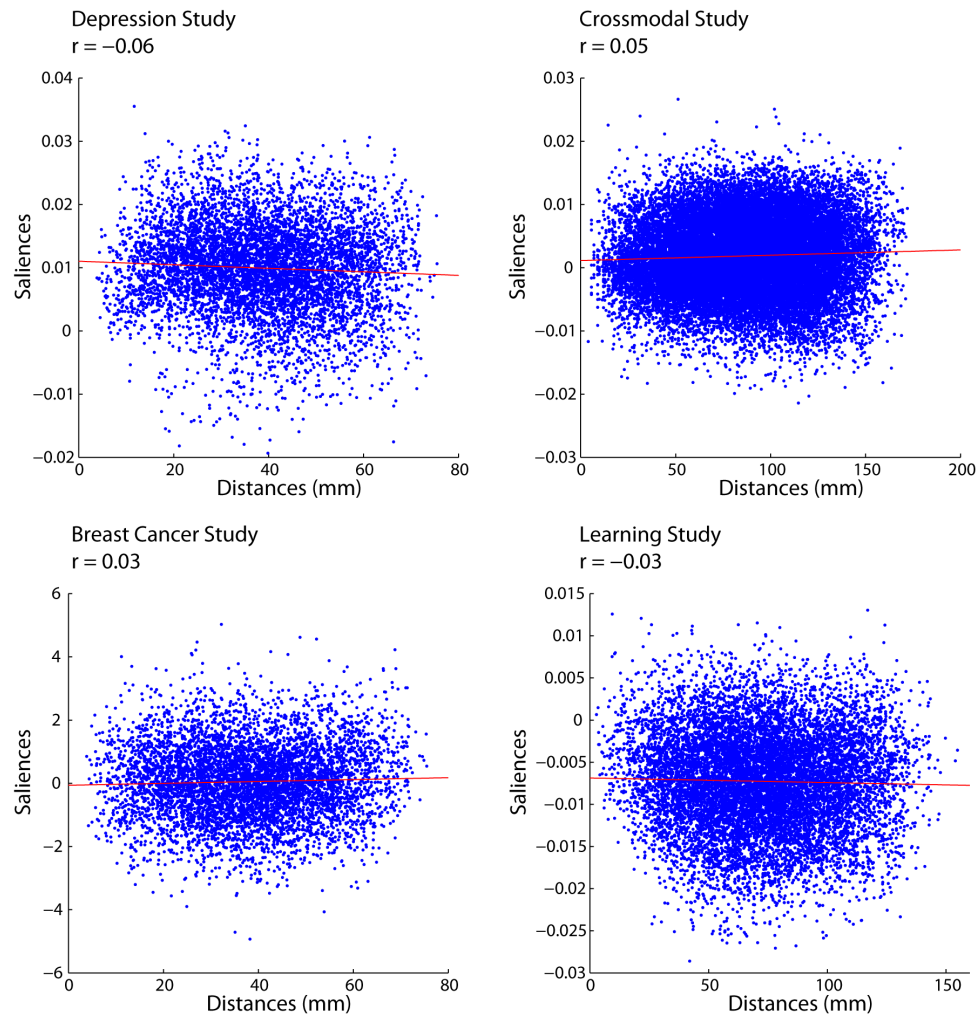 Depression Study
r = −0.06
0.04
0.03
0.02
0.01
0
−0.01
−0.02
Saliences
0 20 40 60 80
Distances (mm)
Crossmodal Study
r = 0.05
0.03
0.02
0.01
0
−0.01
−0.02
−0.03
Saliences
0 50 100 150 200
Distances (mm)
Breast Cancer Study
r = 0.03
6
4
2
0
−2
−4
−6
Saliences
0 20 40 60 80
Distances (mm)
Learning Study
r = −0.03
0.015
0.01
0.005
0
−0.005
−0.01
−0.015
−0.02
−0.025
−0.03
Saliences
0 50 100 150
Distances (mm)